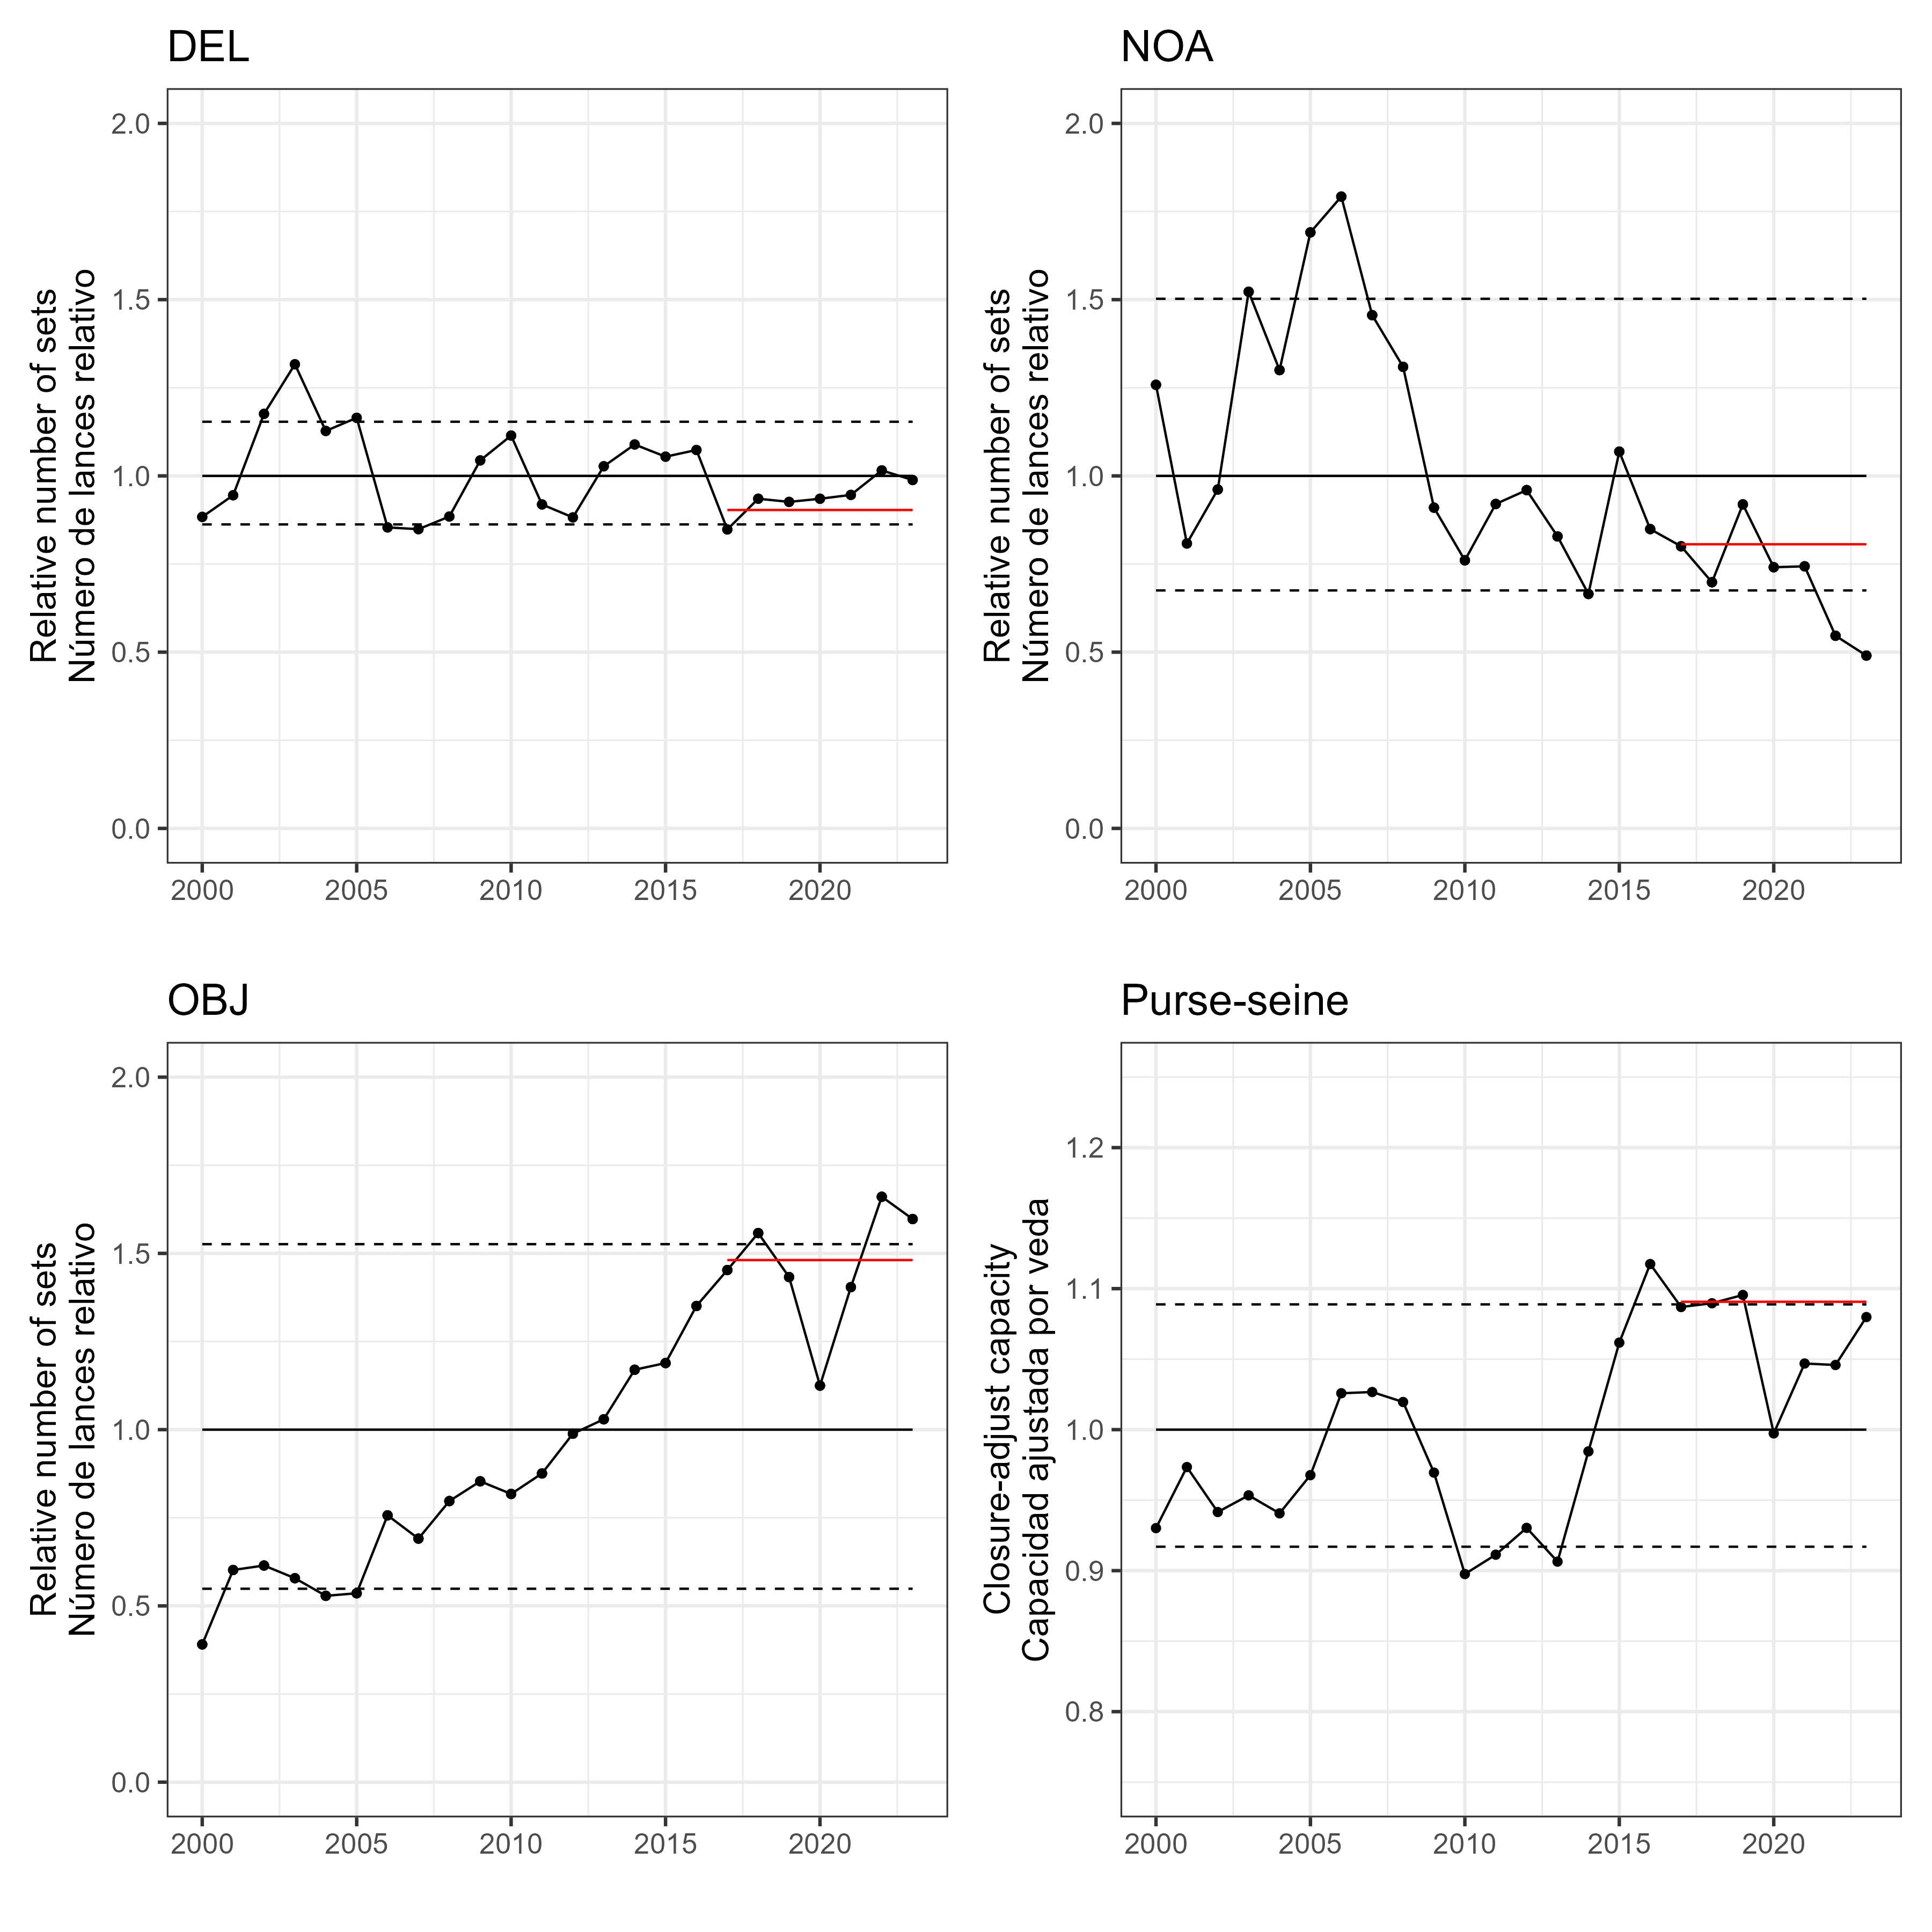 DEL
Relative number of sets
Número de lances relativo
2.0
1.5
1.0
0.5
0.0
2000 2005 2010 2015 2020
NOA
Relative number of sets
Número de lances relativo
2.0
1.5
1.0
0.5
0.0
2000 2005 2010 2015 2020
OBJ
Relative number of sets
Número de lances relativo
2.0
1.5
1.0
0.5
0.0
2000 2005 2010 2015 2020
Purse-seine
Closure-adjust capacity
Capacidad ajustada por veda
1.2
1.1
1.0
0.9
0.8
2000 2005 2010 2015 2020